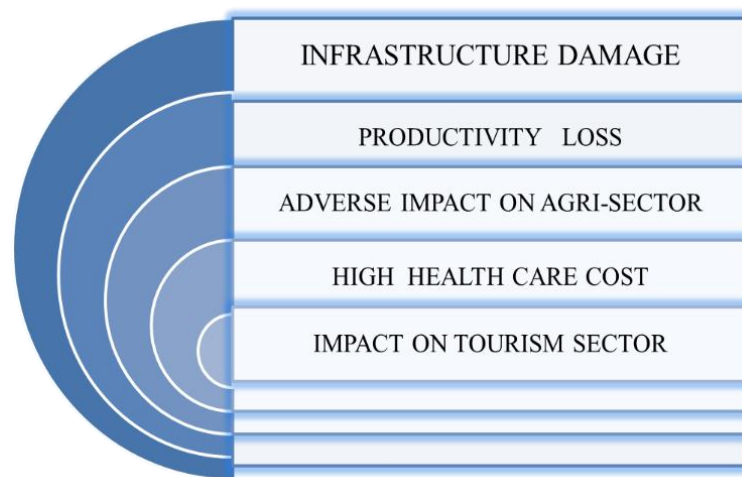 INFRASTRUCTURE DAMAGE
PRODUCTIVITY LOSS
ADVERSE IMPACT ON AGRI-SECTOR
HIGH HEALTH CARE COST
IMPACT ON TOURISM SECTOR